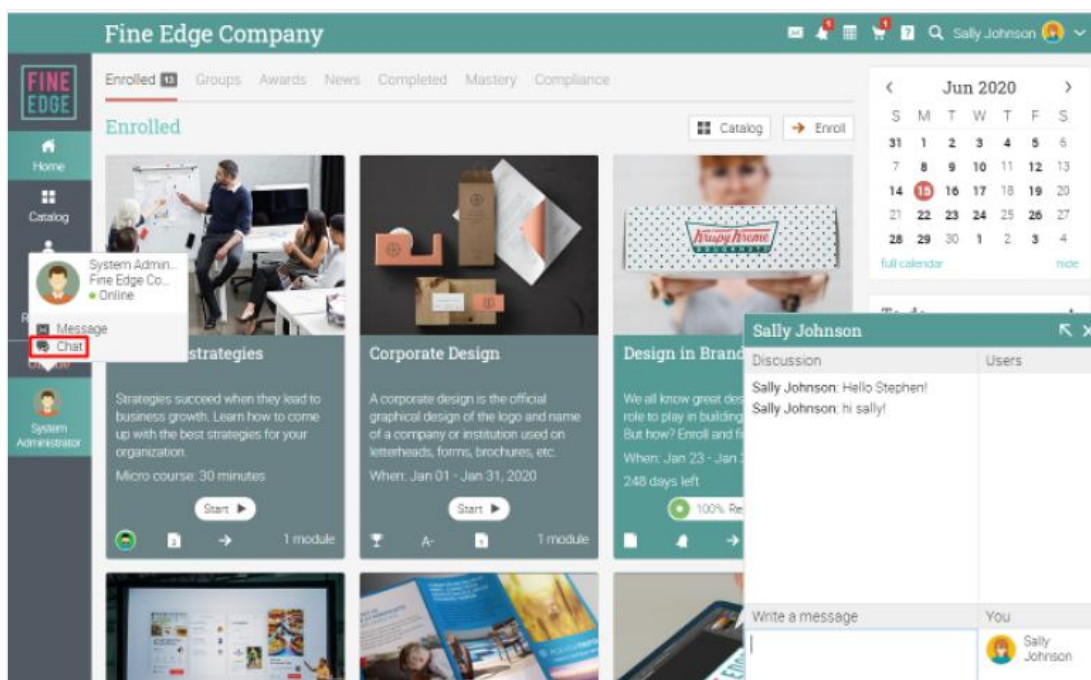 Fine Edge Company
1
1
?
Sally Johnson
FINE
EDGE
Home
Catalog
System Admin...
Fine Edge Co...
Online
Message
Chat
System
Administrator
Enrolled 13
Groups
Awards
News
Completed
Mastery
Compliance
Enrolled
Catalog
Enroll
strategies
Strategies succeed when they lead to
business growth. Learn how to come
up with the best strategies for your
organization.
Micro course: 30 minutes
Start
2
1 module
Corporate Design
A corporate design is the official
graphical design of the logo and name
of a company or institution used on
letterheads, forms, brochures, etc.
When: Jan 01 - Jan 31, 2020
Start
A-
1
1 module
Krispy Kreme
DOUGHNUTS
Design in Brand
We all know great des
role to play in building
But how? Enroll and fi
When: Jan 23 - Jan
248 days left
100% Re
Jun 2020
S M T W T F S
31 1 2 3 4 5 6
7 8 9 10 11 12 13
14 15 16 17 18 19 20
21 22 23 24 25 26 27
28 29 30 1 2 3 4
full calendar
hide
Sally Johnson
Discussion
Users
Sally Johnson: Hello Stephen!
Sally Johnson: hi sally!
Write a message
You
Sally
Johnson